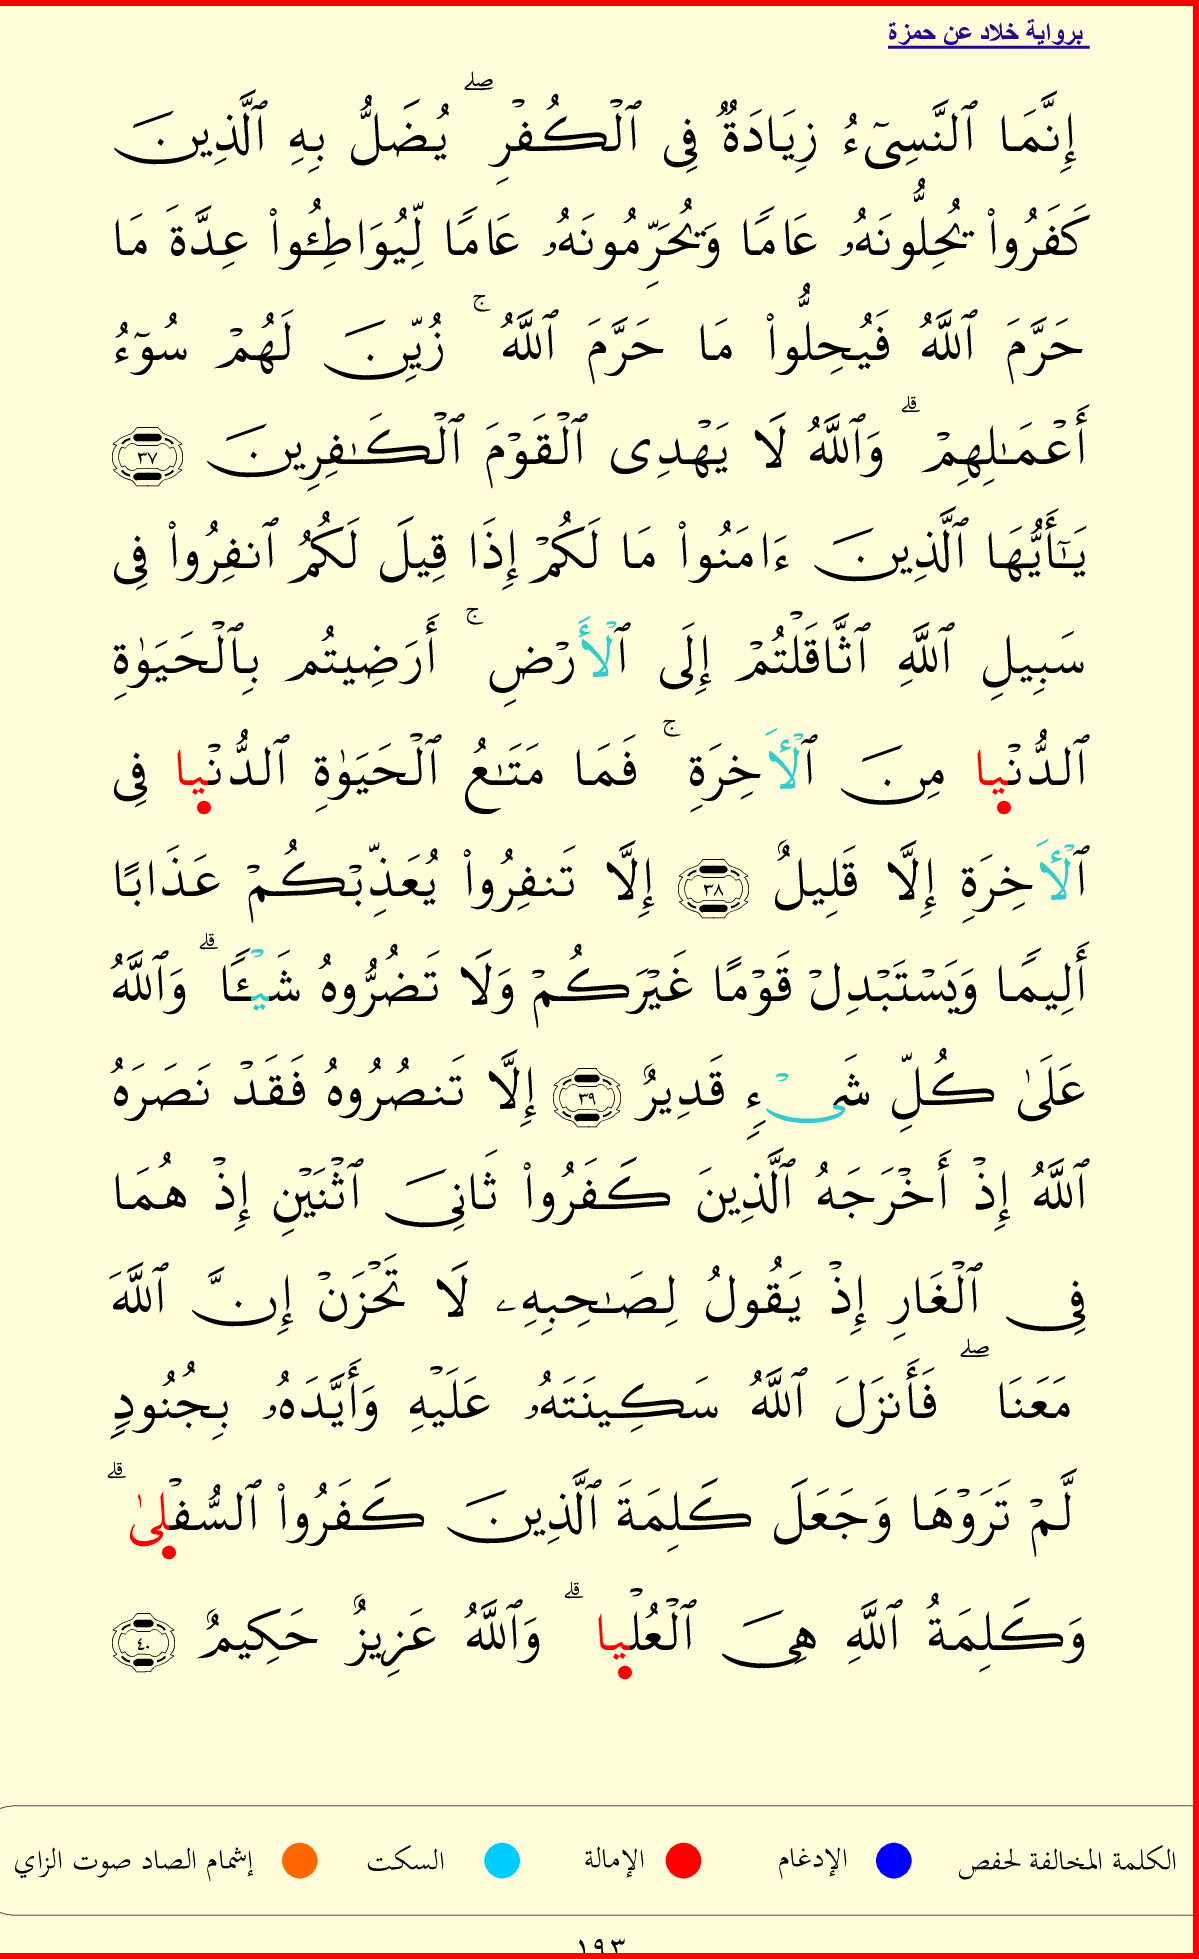 برواية خلاد عن حمزة
إِنَّمَا ٱلنَّسِىٓءُ زِيَادَةٌ فِى ٱلْكُفْرِ ۖ يُضَلُّ بِهِ ٱلَّذِينَ
كَفَرُوا۟ يُحِلُّونَهُۥ عَامًا وَيُحَرِّمُونَهُۥ عَامًا لِّيُوَاطِـُٔوا۟ عِدَّةَ مَا
حَرَّمَ ٱللَّهُ فَيُحِلُّوا۟ مَا حَرَّمَ ٱللَّهُ ۚ زُيِّنَ لَهُمْ سُوٓءُ
أَعْمَـٰلِهِمْ ۗ وَٱللَّهُ لَا يَهْدِى ٱلْقَوْمَ ٱلْكَـٰفِرِينَ ٣٧
يَـٰٓأَيُّهَا ٱلَّذِينَ ءَامَنُوا۟ مَا لَكُمْ إِذَا قِيلَ لَكُمُ ٱنفِرُوا۟ فِى
سَبِيلِ ٱللَّهِ ٱثَّاقَلْتُمْ إِلَى ٱلْأَرْضِ ۚ أَرَضِيتُم بِٱلْحَيَوٰةِ
ٱلدُّنْيا مِنَ ٱلْأَخِرَةِ ۚ فَمَا مَتَـٰعُ ٱلْحَيَوٰةِ ٱلدُّنْيا فِى
ٱلْأَخِرَةِ إِلَّا قَلِيلٌ ٣٨ إِلَّا تَنفِرُوا۟ يُعَذِّبْكُمْ عَذَابًا
أَلِيمًا وَيَسْتَبْدِلْ قَوْمًا غَيْرَكُمْ وَلَا تَضُرُّوهُ شَيْـًٔا ۗ وَٱللَّهُ
عَلَىٰ كُلِّ شَىْءٍ قَدِيرٌ ٣٩ إِلَّا تَنصُرُوهُ فَقَدْ نَصَرَهُ
ٱللَّهُ إِذْ أَخْرَجَهُ ٱلَّذِينَ كَفَرُوا۟ ثَانِىَ ٱثْنَيْنِ إِذْ هُمَا
فِى ٱلْغَارِ إِذْ يَقُولُ لِصَـٰحِبِهِۦ لَا تَحْزَنْ إِنَّ ٱللَّهَ
مَعَنَا ۖ فَأَنزَلَ ٱللَّهُ سَكِينَتَهُۥ عَلَيْهِ وَأَيَّدَهُۥ بِجُنُودٍ
لَّمْ تَرَوْهَا وَجَعَلَ كَلِمَةَ ٱلَّذِينَ كَفَرُوا۟ ٱلسُّفْلِىٰ ۗ
وَكَلِمَةُ ٱللَّهِ هِىَ ٱلْعُلْيا ۗ وَٱللَّهُ عَزِيزٌ حَكِيمٌ ٤٠
الكلمة المخالفة لحفص الإدغام الإمالة السكت إشمام الصاد صوت الزاي
١٩٣